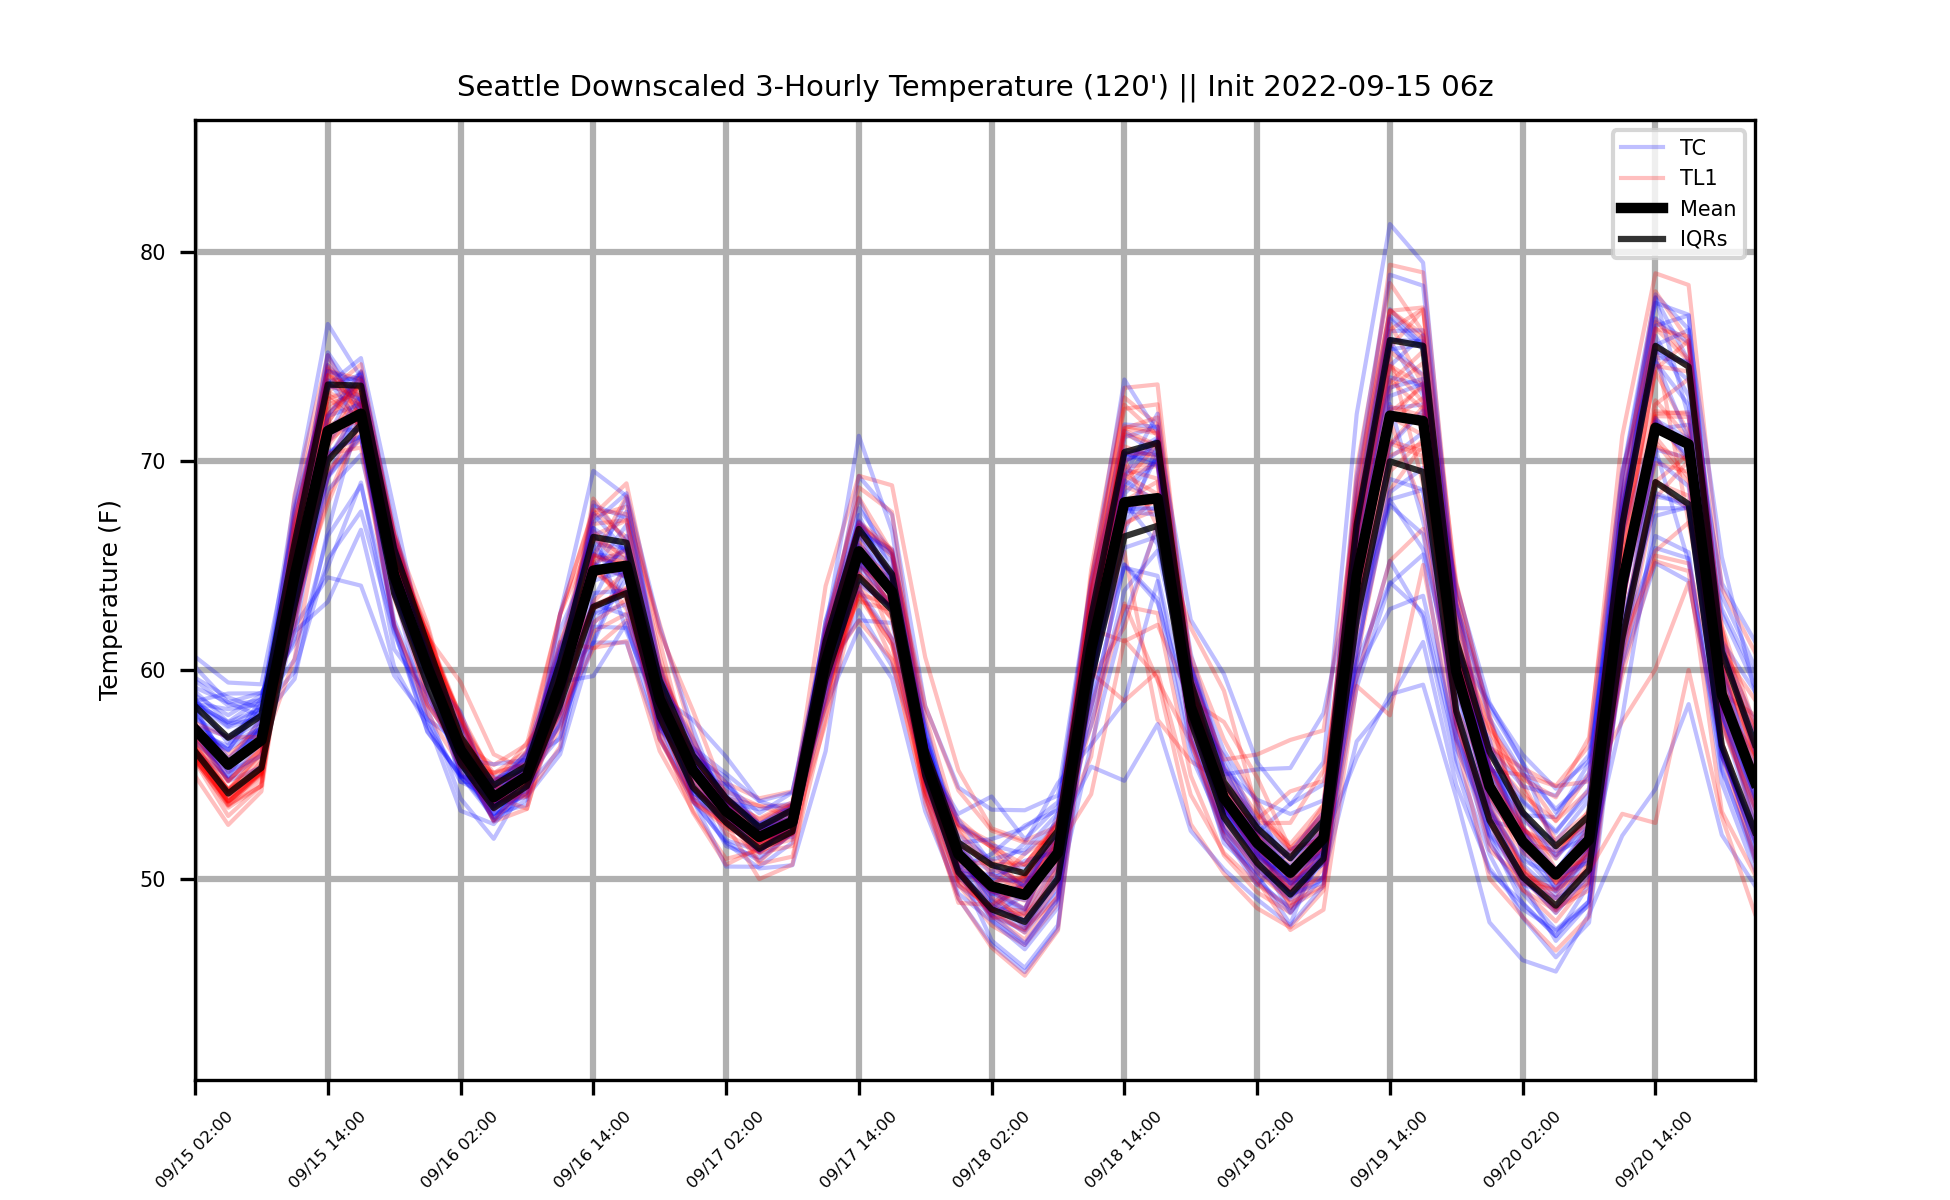 Seattle Downscaled 3-Hourly Temperature (120') || Init 2022-09-15 06z
TC
TL1
Mean
IQRs
Temperature (F)
80
70
60
50
09/15 02:00
09/15 14:00
09/16 02:00
09/16 14:00
09/17 02:00
09/17 14:00
09/18 02:00
09/18 14:00
09/19 02:00
09/19 14:00
09/20 02:00
09/20 14:00